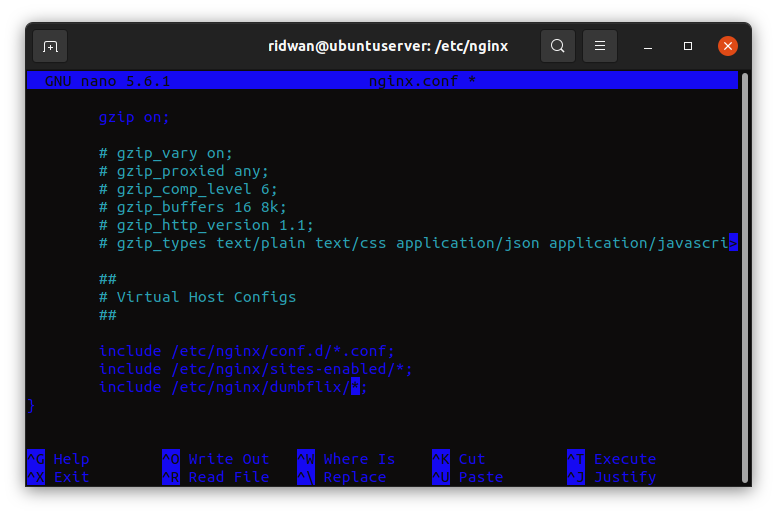 ridwan@ubuntuserver: /etc/nginx
GNU nano 5.6.1 nginx.conf *
gzip on;
# gzip_vary on;
# gzip_proxied any;
# gzip_comp_level 6;
# gzip_buffers 16 8k;
# gzip_http_version 1.1;
# gzip_types text/plain text/css application/json application/javascri>
##
# Virtual Host Configs
##
include /etc/nginx/conf.d/*.conf;
include /etc/nginx/sites-enabled/*;
include /etc/nginx/dumbflix/*;
}
^G Help ^O Write Out ^W Where Is ^K Cut ^T Execute
^X Exit ^R Read File ^\ Replace ^U Paste ^J Justify